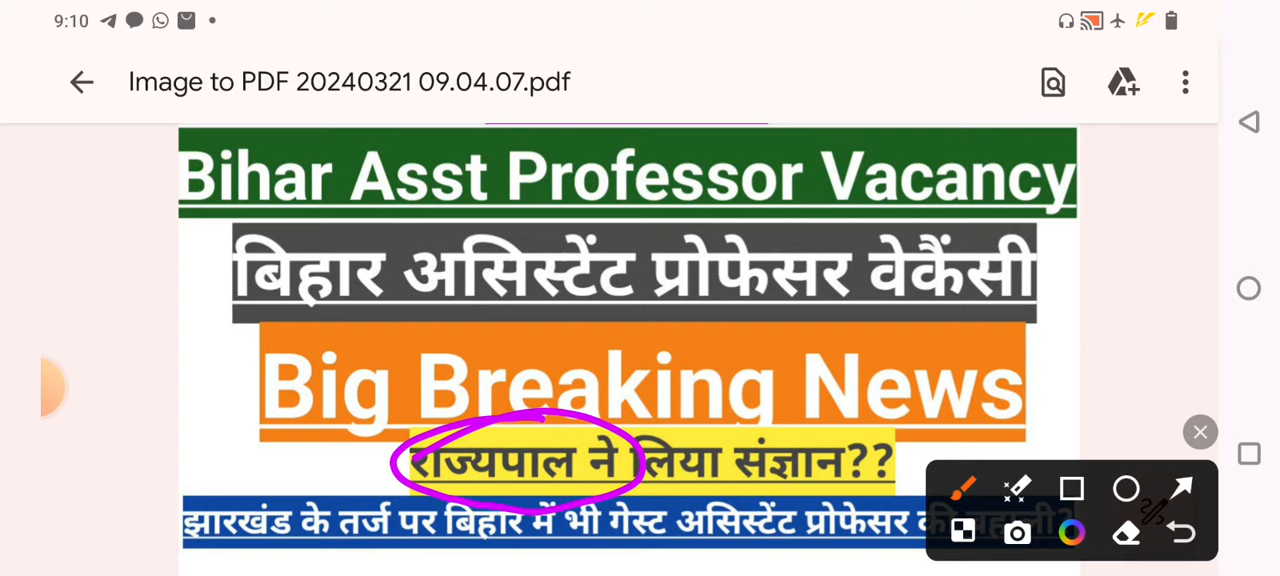 9:10
Image to PDF 20240321 09.04.07.pdf
Bihar Asst Professor Vacancy
बिहार असिस्टेंट प्रोफेसर वेकैंसी
Big Breaking News
राज्यपाल ने लिया संज्ञान??
झारखंड के तर्ज पर बिहार में भी गेस्ट असिस्टेंट प्रोफेसर की बहाली?